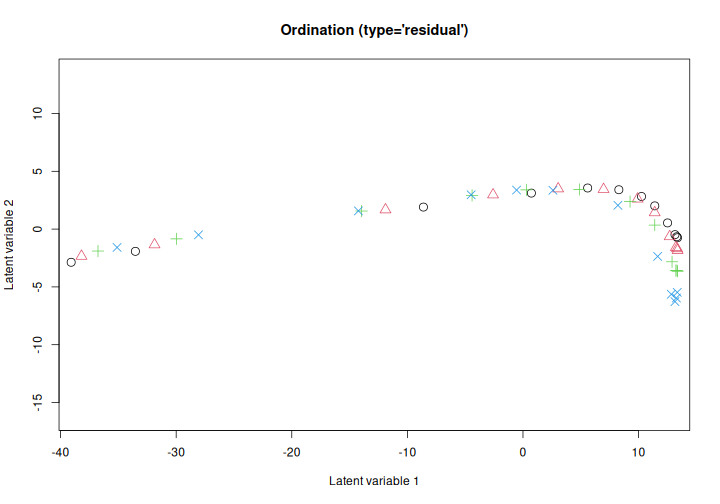 Ordination (type='residual')
10
5
0
-5
-10
-15
Latent variable 2
-40 -30 -20 -10 0 10
Latent variable 1